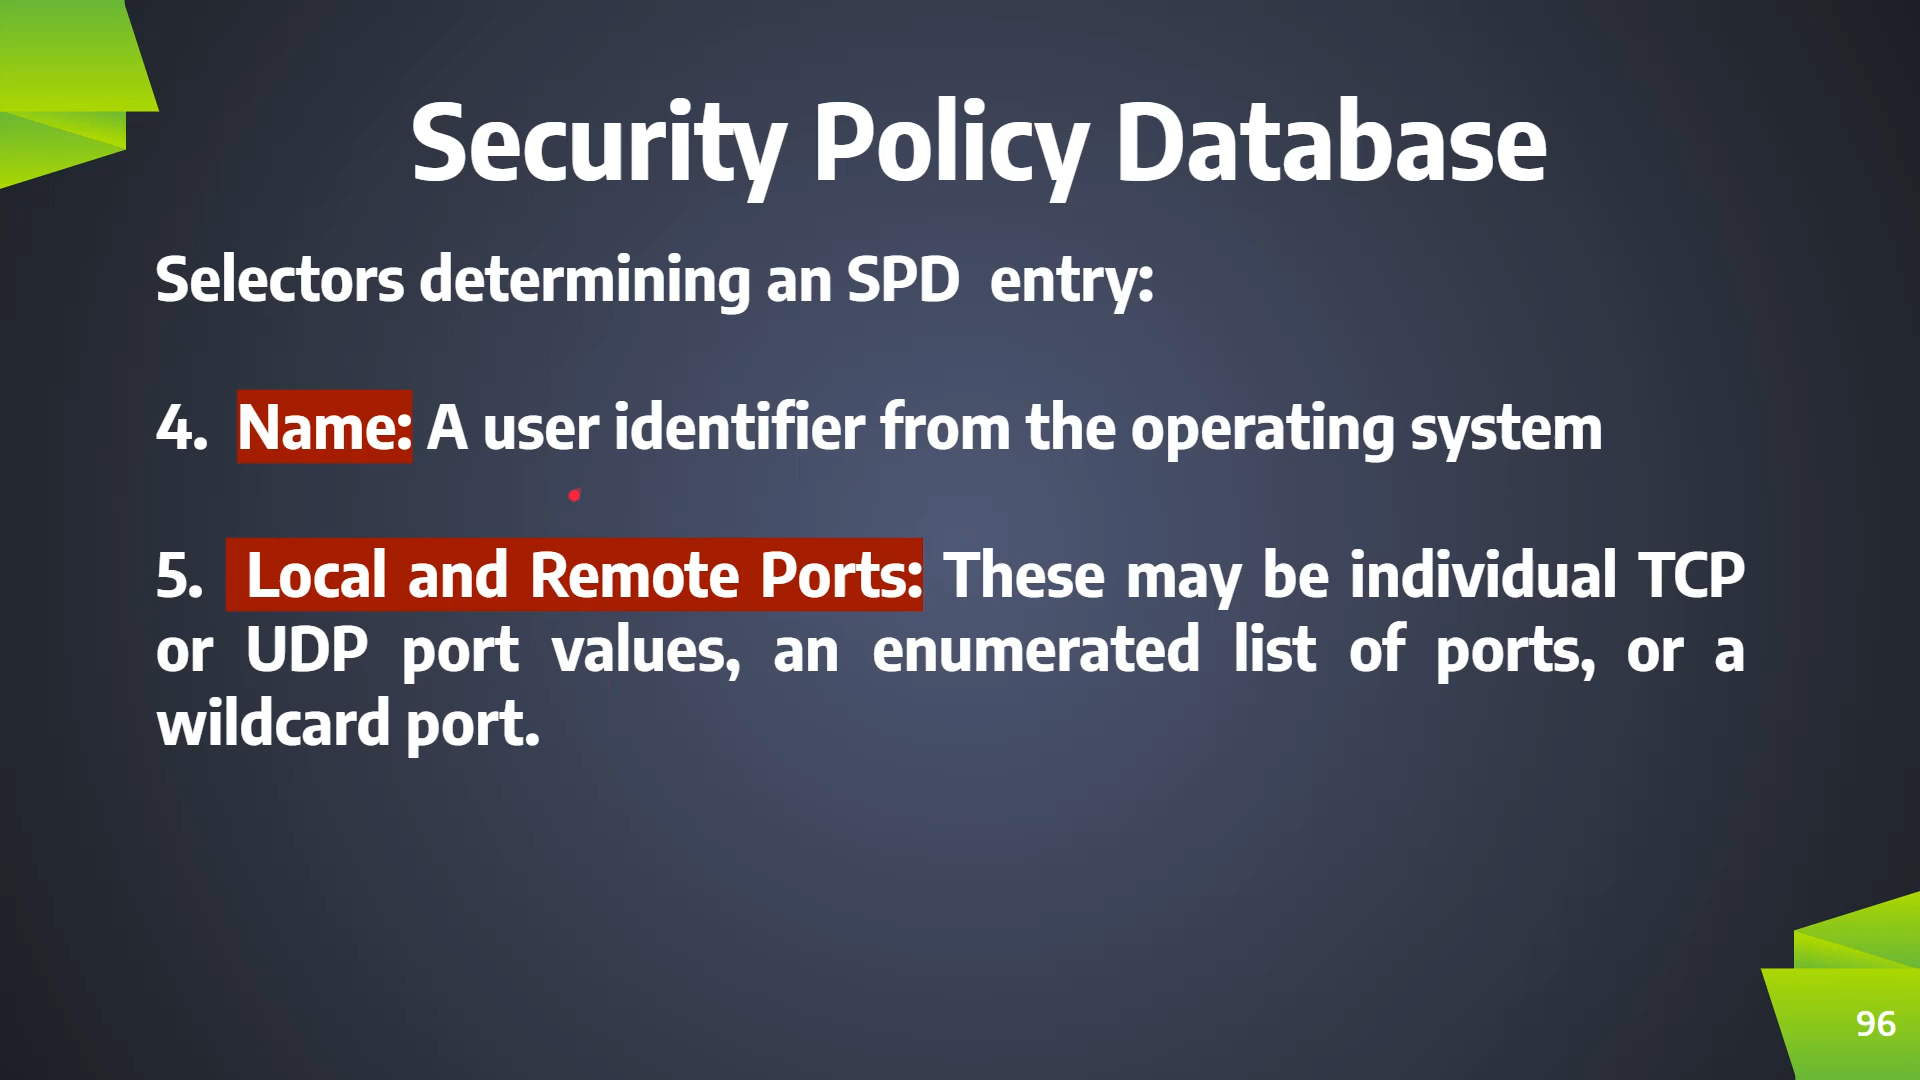 Security Policy Database
Selectors determining an SPD  entry:
4.  Name: A user identifier from the operating system
5.  Local and Remote Ports: These may be individual TCP
or UDP port values, an enumerated list of ports, or a
wildcard port.
96